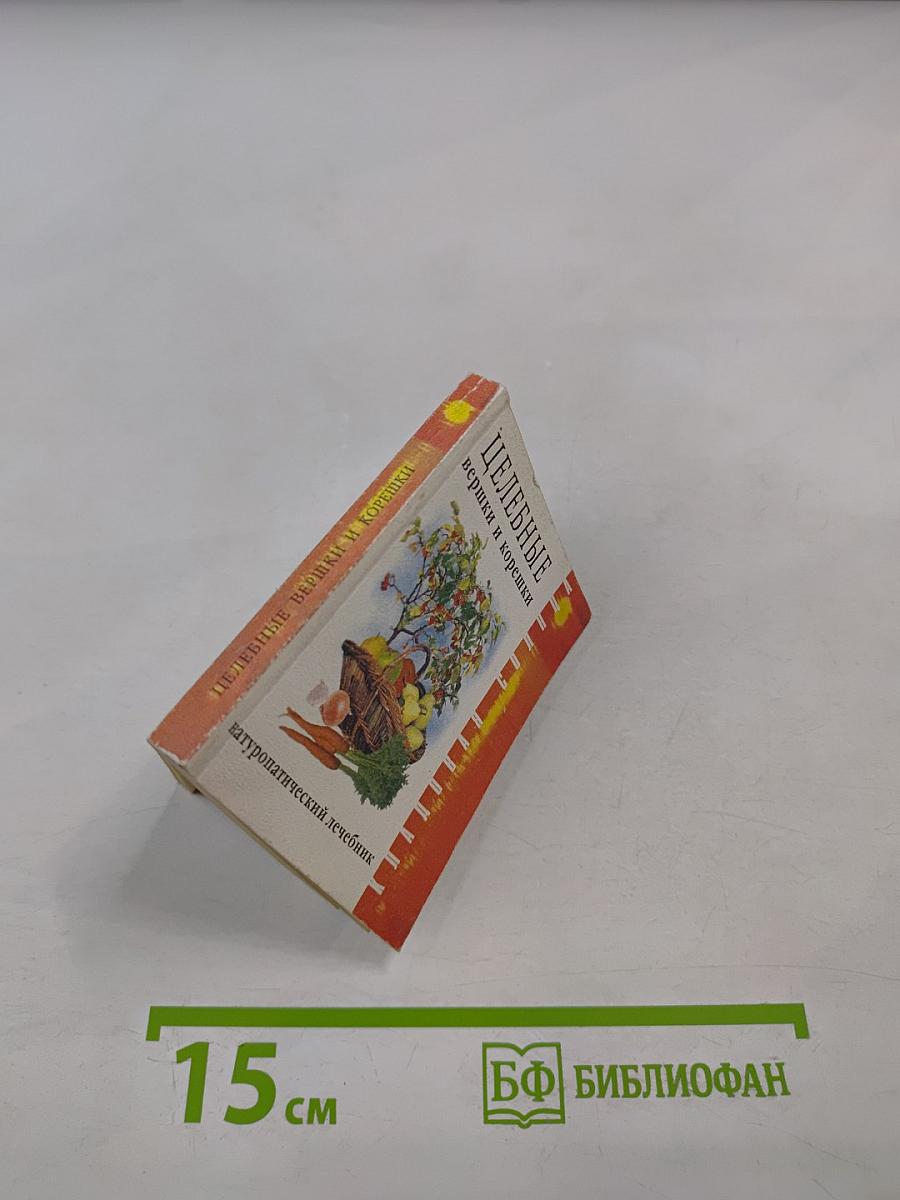 ЦЕЛЕБНЫЕ ВЕРШКИ И КОРЕШКИ
ЦЕЛЕБНЫЕ
вершки и корешки
натуропатический лечебник
15 см
БФ БИБЛИОФАН